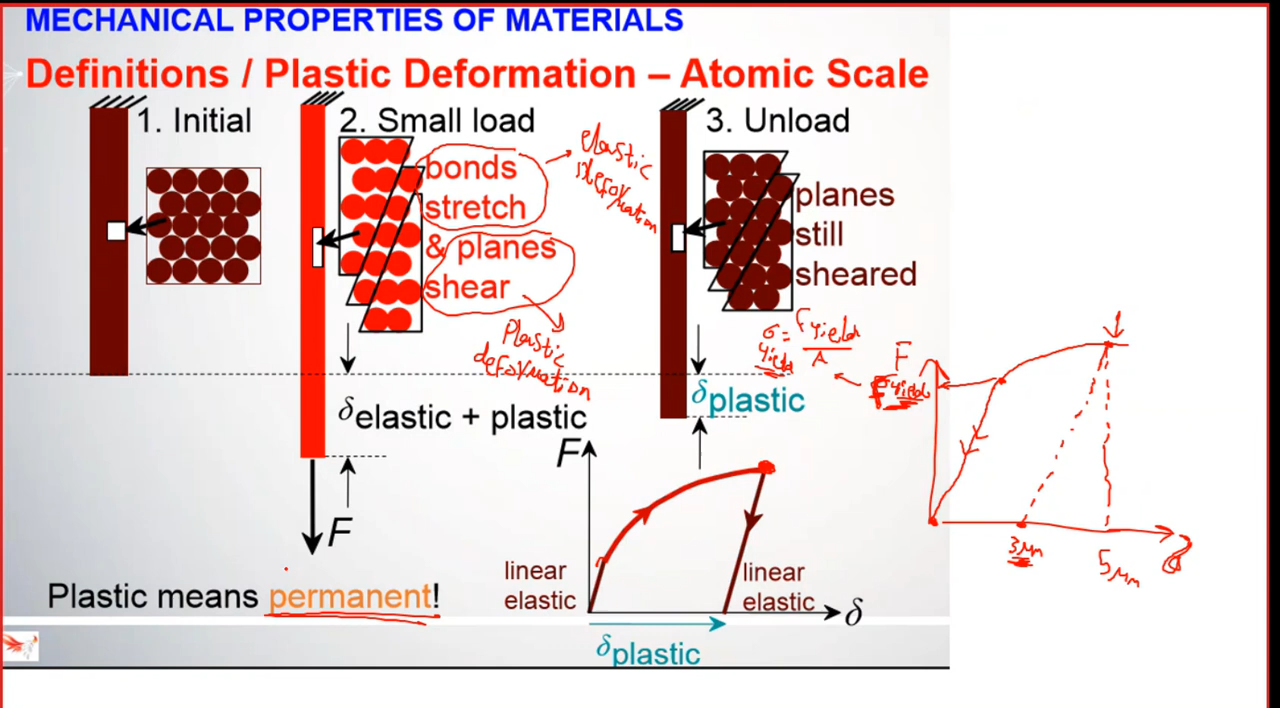 MECHANICAL PROPERTIES OF MATERIALS
Definitions / Plastic Deformation – Atomic Scale
1. Initial
2. Small load
3. Unload
bonds
stretch
& planes
shear
elastic
deformation
Plastic
deformation
planes
still
sheared
σ = Fyield
yield A
F
Fyield
δelastic + plastic
δplastic
F
F
linear
elastic
linear
elastic
δ
δplastic
3μm
5μm
δ
Plastic means permanent!